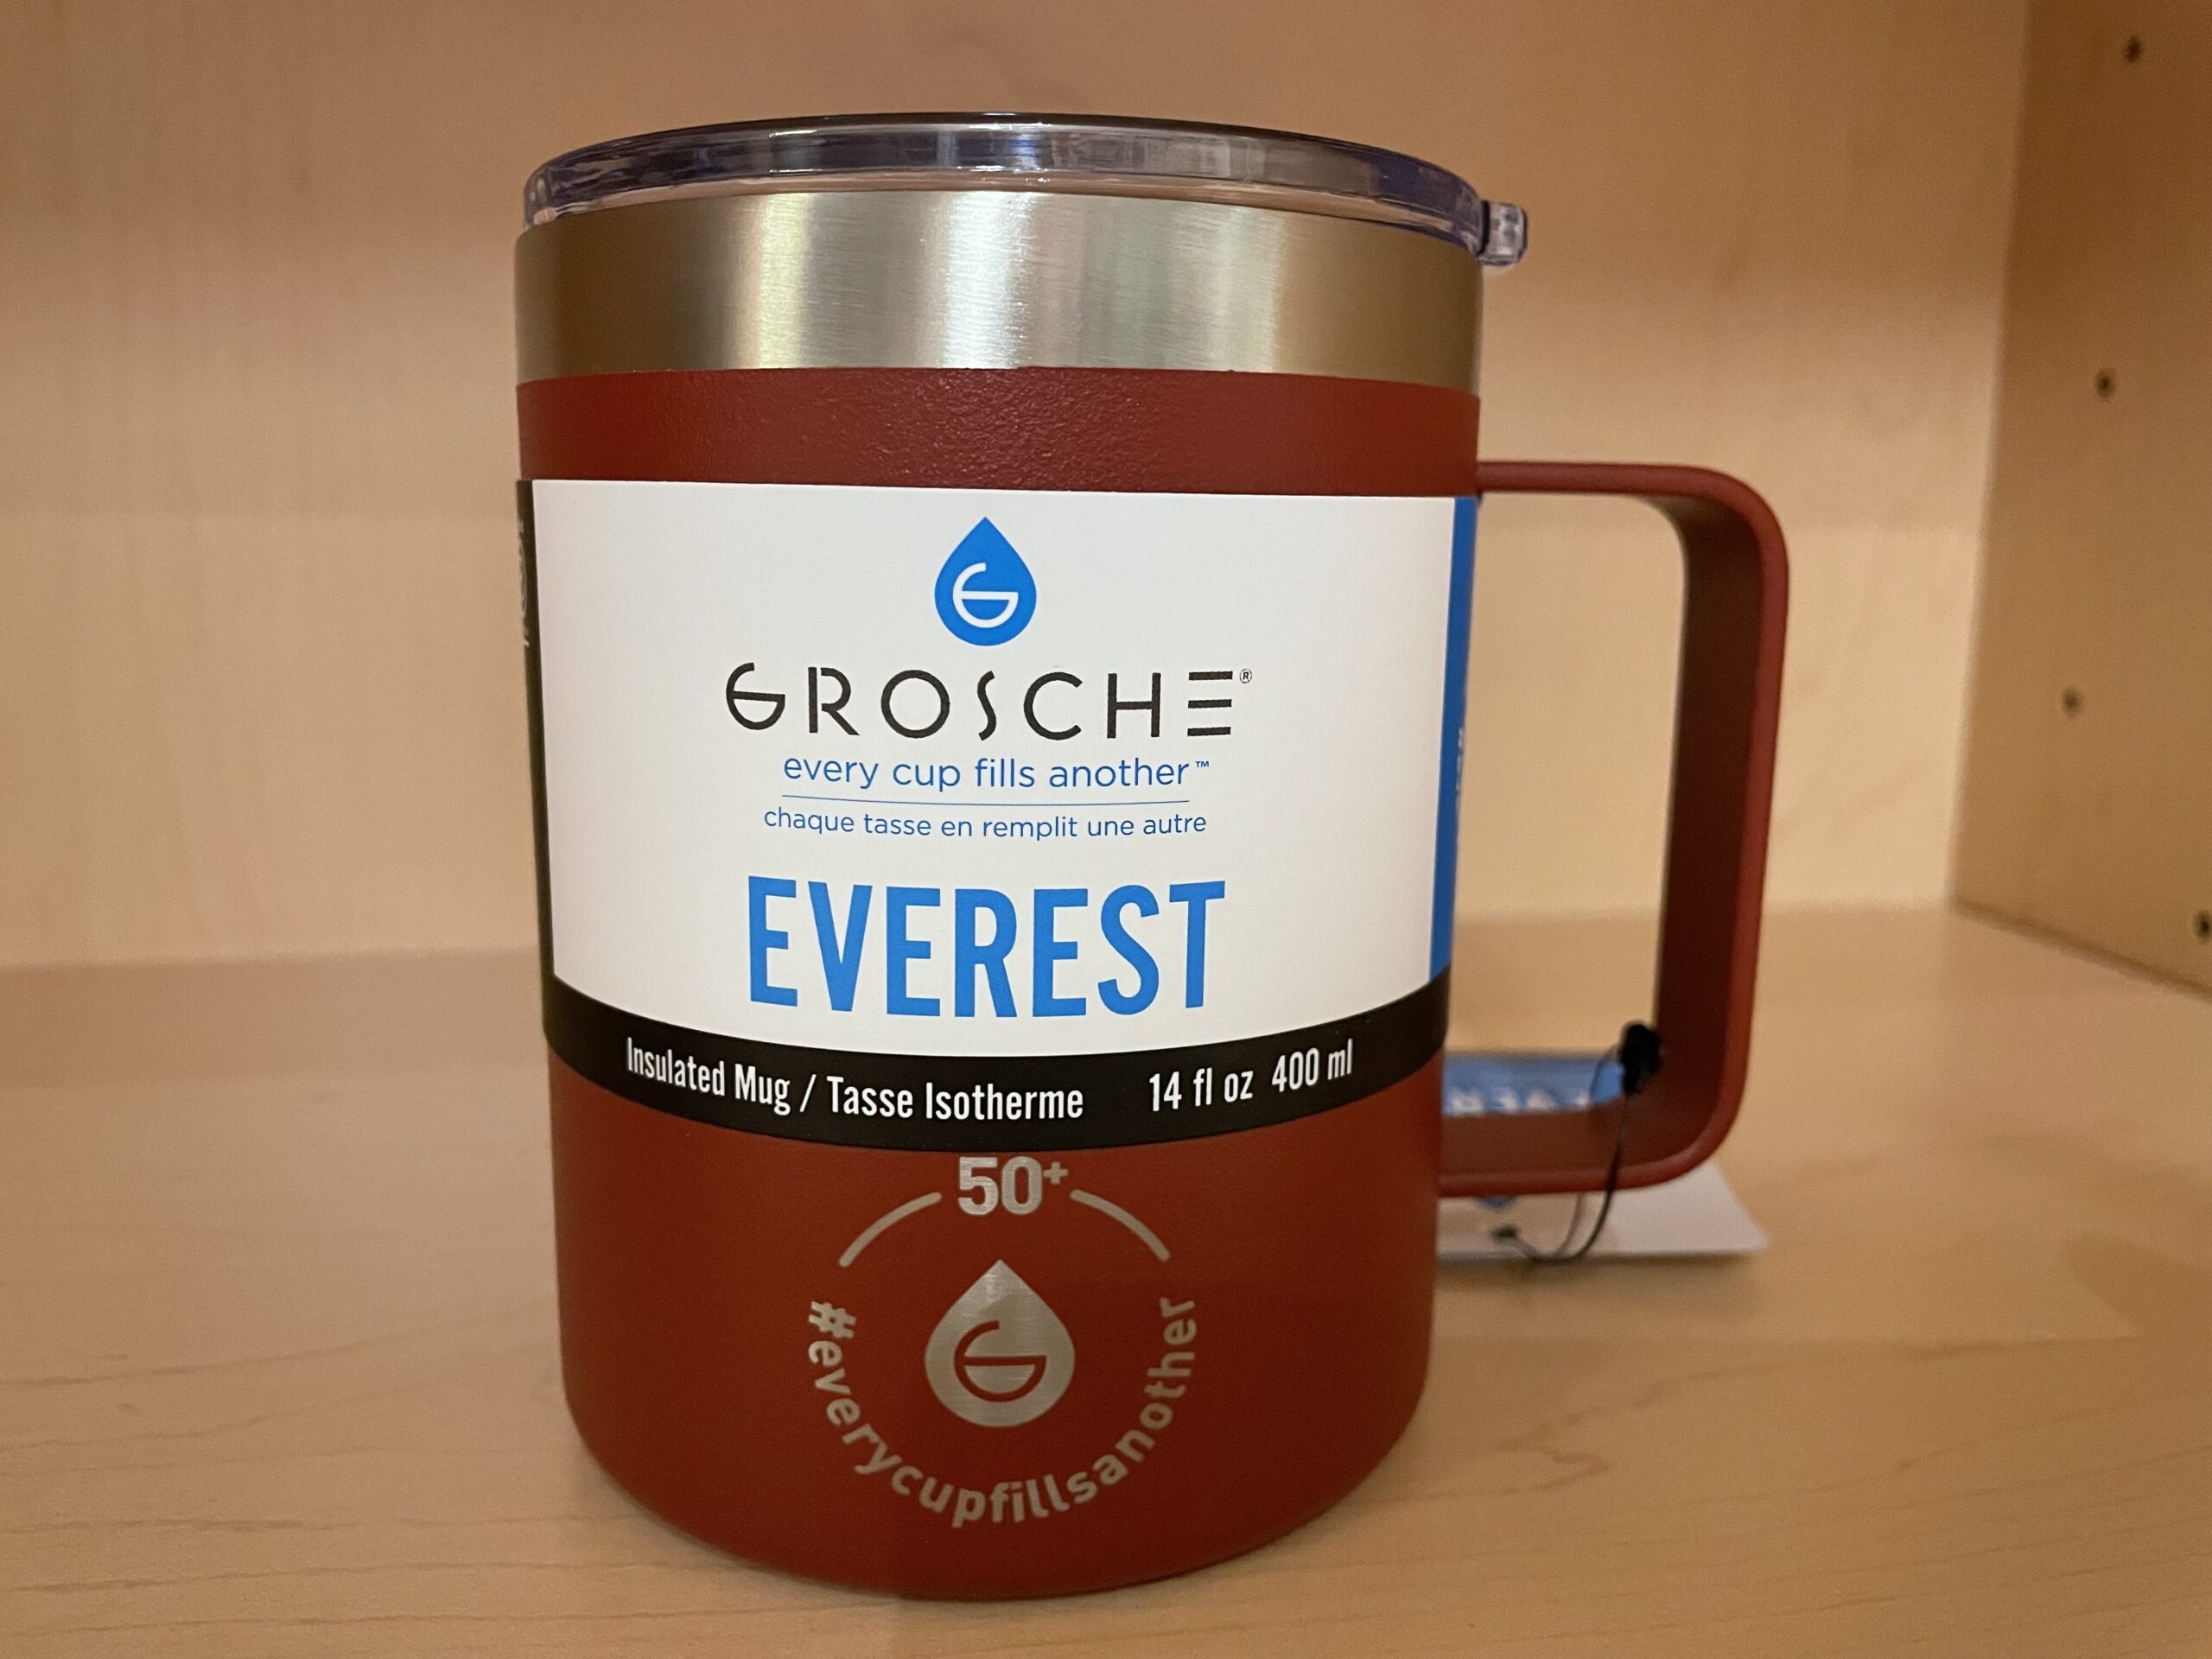 GROSCHE®
every cup fills another™
chaque tasse en remplit une autre
EVEREST
Insulated Mug / Tasse Isotherme 14 fl oz 400 ml
50+
#everycupfillsanother